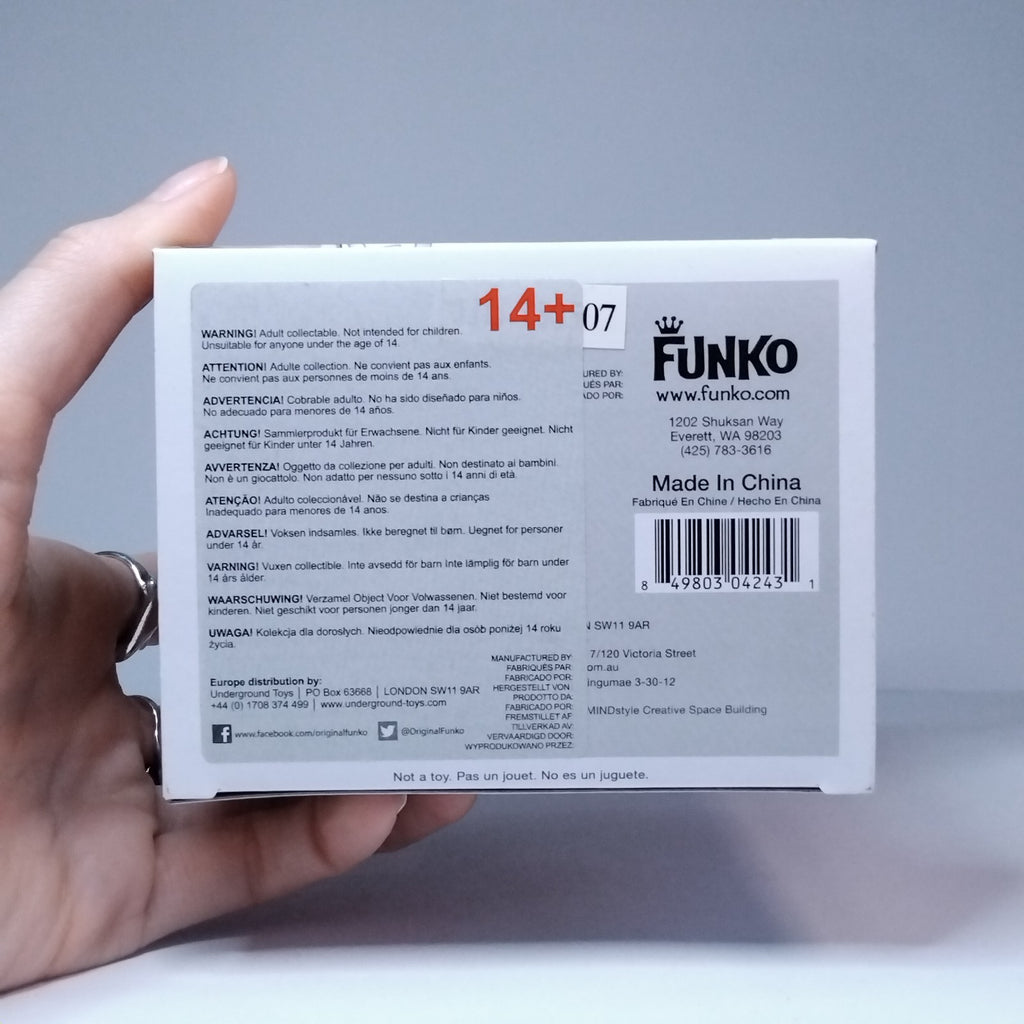 14+
07
WARNING! Adult collectable. Not intended for children.
Unsuitable for anyone under the age of 14.
ATTENTION! Adulte collection. Ne convient pas aux enfants.
Ne convient pas aux personnes de moins de 14 ans.
ADVERTENCIA! Cobrable adulto. No ha sido diseñado para niños.
No adecuado para menores de 14 años.
ACHTUNG! Sammlerprodukt für Erwachsene. Nicht für Kinder geeignet. Nicht
geeignet für Kinder unter 14 Jahren.
AVVERTENZA! Oggetto da collezione per adulti. Non destinato ai bambini.
Non è un giocattolo. Non adatto per nessuno sotto i 14 anni di età.
ATENÇÃO! Adulto coleccionável. Não se destina a crianças
Inadequado para menores de 14 anos.
ADVARSEL! Voksen indsamles. Ikke beregnet til børn. Uegnet for personer
under 14 år.
VARNING! Vuxen collectible. Inte avsedd för barn Inte lämplig för barn under
14 års ålder.
WAARSCHUWING! Verzamel Object Voor Volwassenen. Niet bestemd voor
kinderen. Niet geschikt voor personen jonger dan 14 jaar.
UWAGA! Kolekcja dla dorosłych. Nieodpowiednie dla osób poniżej 14 roku
życia.
Europe distribution by:
Underground Toys | PO Box 63668 | LONDON SW11 9AR
+44 (0) 1708 374 499 | www.underground-toys.com
www.facebook.com/originalfunko @OriginalFunko
MANUFACTURED BY:
FABRIQUÉS PAR:
FABRICADO POR:
HERGESTELLT VON:
PRODOTTO DA:
FABRICADO POR:
FREMSTILLET AF
TILLVERKAD AV:
VERVAARDIGD DOOR:
WYPRODUKOWANO PRZEZ:
URED BY:
UÉS PAR:
ADO POR:
FUNKO
www.funko.com
1202 Shuksan Way
Everett, WA 98203
(425) 783-3616
Made In China
Fabriqué En Chine / Hecho En China
8 49803 04243 1
N SW11 9AR
7/120 Victoria Street
om.au
ingumae 3-30-12
MINDstyle Creative Space Building
Not a toy. Pas un jouet. No es un juguete.